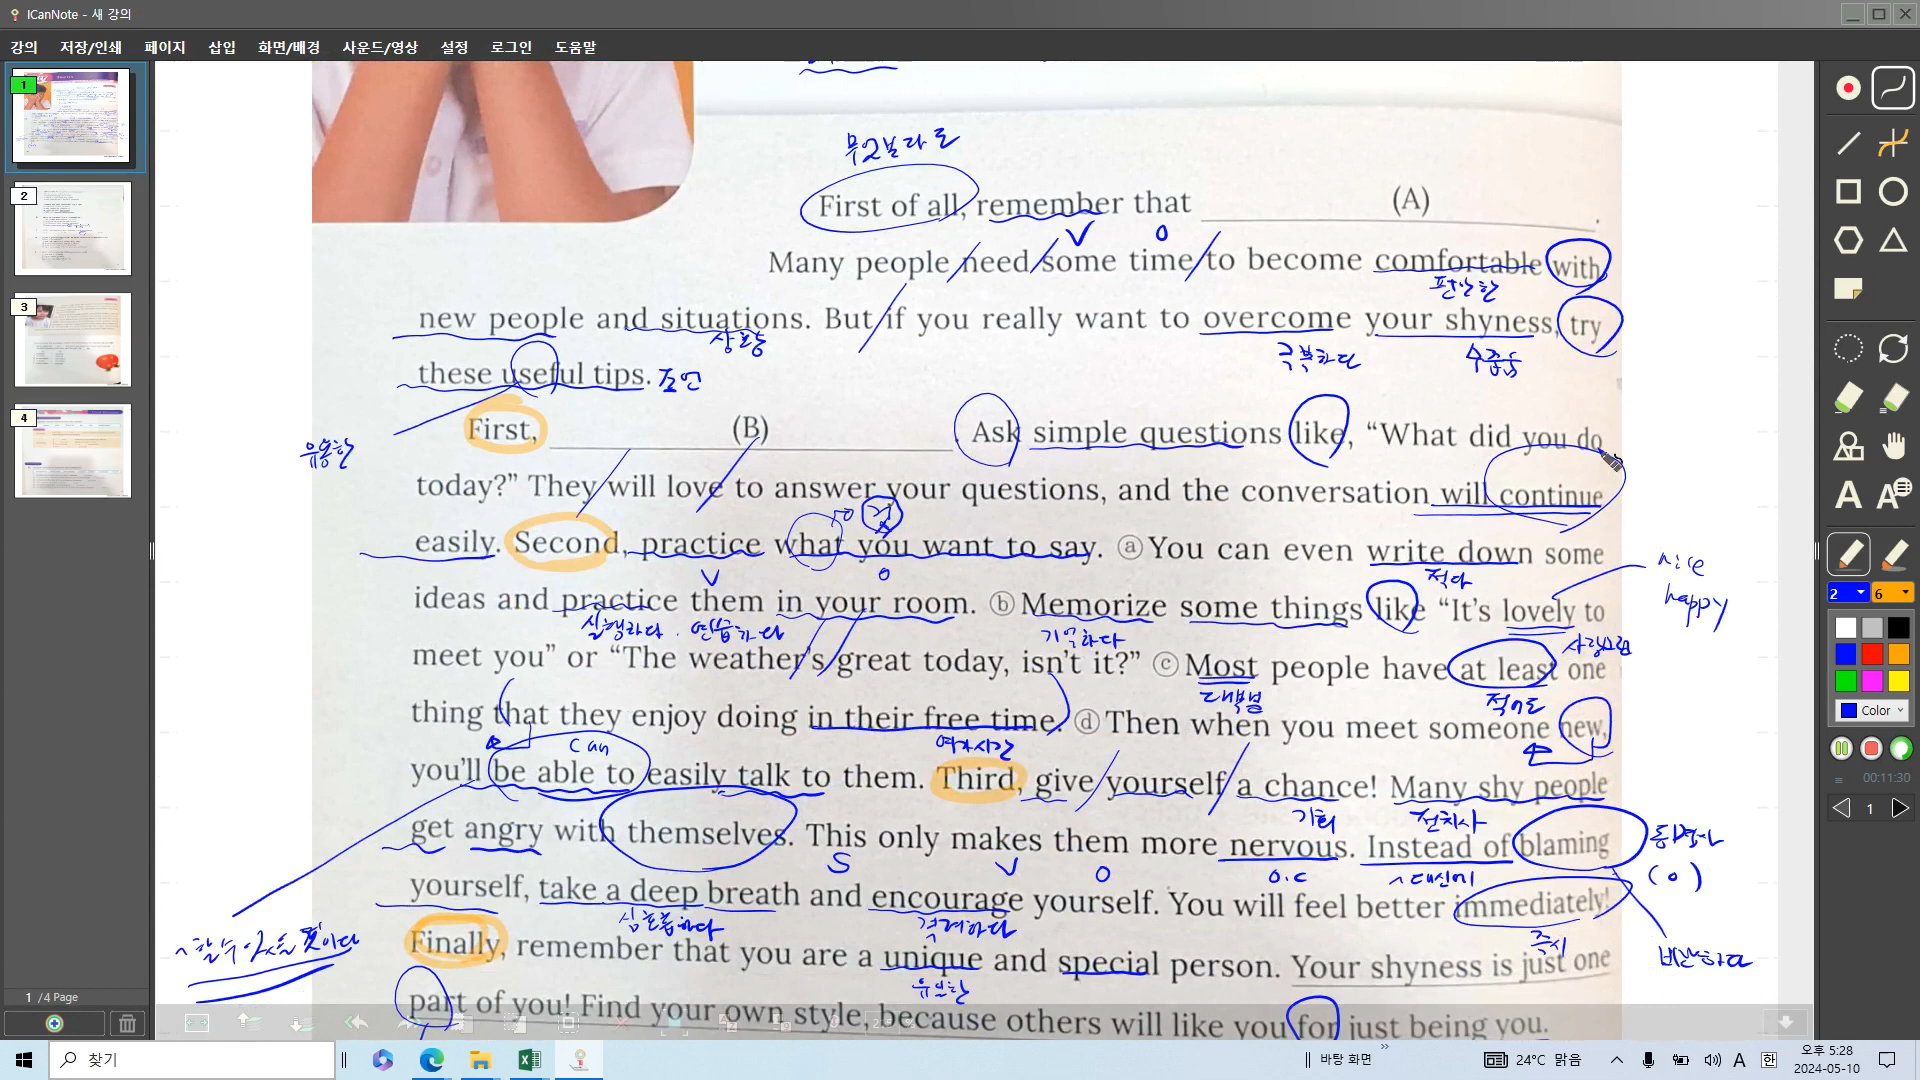 ICanNote - 새 강의
강의 저장/인쇄 페이지 삽입 화면/배경 사운드/영상 설정 로그인 도움말
1
2
3
4
무엇보다도
First of all, remember that (A) .
V O
Many people need some time to become comfortable with
편안한
new people and situations. But if you really want to overcome your shyness, try
상황 극복하다 수줍음
these useful tips. 조언
유용한
First, (B) . Ask simple questions like, “What did you do
today?” They will love to answer your questions, and the conversation will continue
것
easily. Second, practice what you want to say. ⓐ You can even write down some
V O 적다
nice
happy
ideas and practice them in your room. ⓑ Memorize some things like “It's lovely to
실행하다. 연습하다 기억하다
meet you” or “The weather's great today, isn't it?” ⓒ Most people have at least one
대부분 적어도
thing that they enjoy doing in their free time. ⓓ Then when you meet someone new,
can 여가시간
you'll be able to easily talk to them. Third, give yourself a chance! Many shy people
기회 전치사
get angry with themselves. This only makes them more nervous. Instead of blaming
동명사
(O)
S V O O.C ~대신에
yourself, take a deep breath and encourage yourself. You will feel better immediately!
심호흡하다 격려하다 즉시
~할 수 있을 것이다
비난하다
Finally, remember that you are a unique and special person. Your shyness is just one
유일한
part of you! Find your own style, because others will like you for just being you.
2 6
Color
00:11:30
1
1 /4 Page
찾기
바탕 화면
24°C 맑음
A 한
오후 5:28
2024-05-10